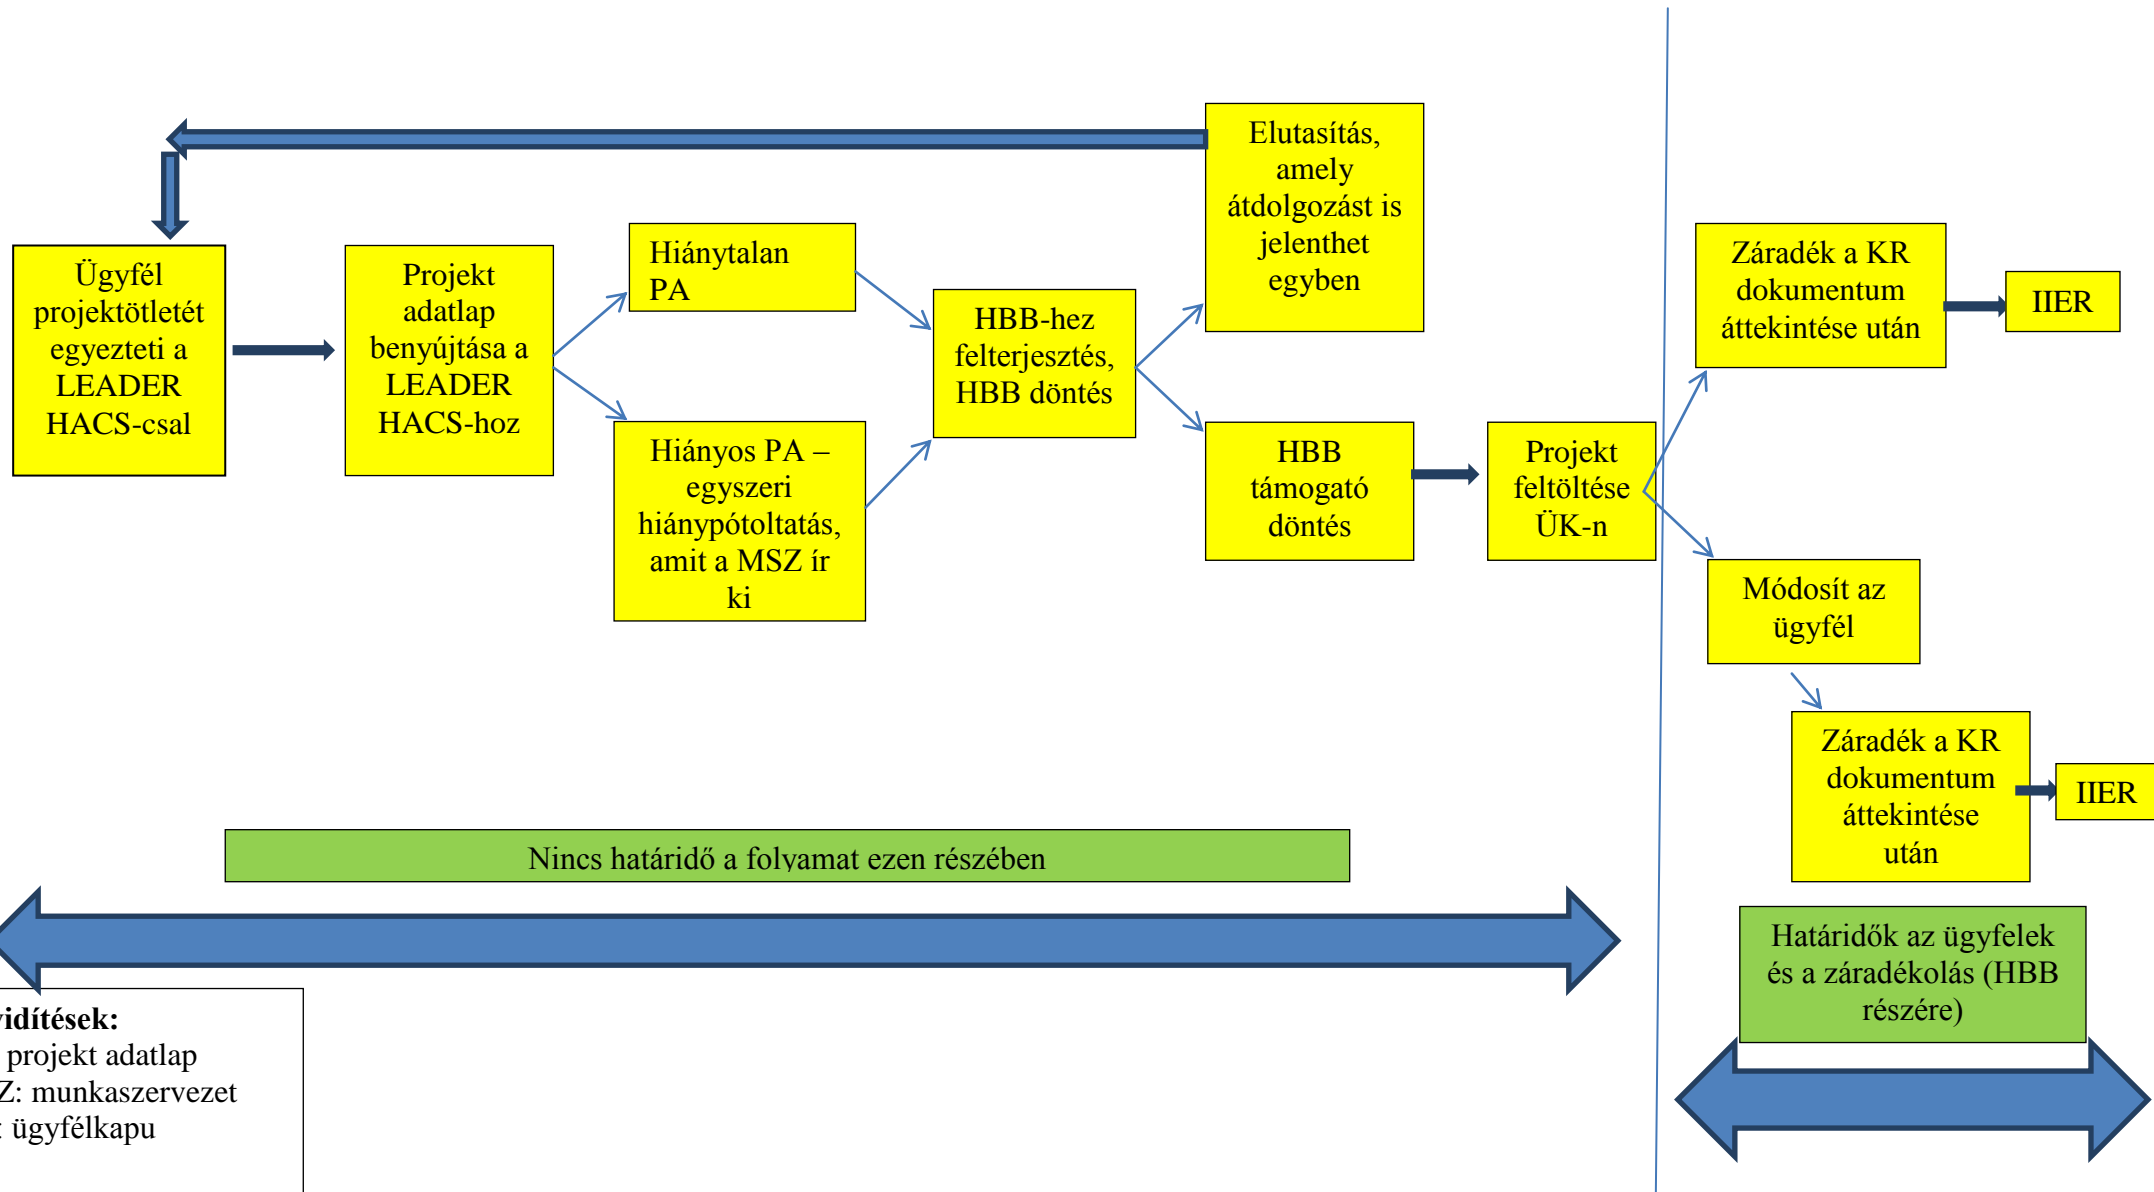 Ügyfél
projektötletét
egyezteti a
LEADER
HACS-csal
Projekt
adatlap
benyújtása a
LEADER
HACS-hoz
Hiánytalan
PA
Hiányos PA –
egyszeri
hiánypótoltatás,
amit a MSZ ír
ki
HBB-hez
felterjesztés,
HBB döntés
Elutasítás,
amely
átdolgozást is
jelenthet
egyben
HBB
támogató
döntés
Projekt
feltöltése
ÜK-n
Záradék a KR
dokumentum
áttekintése után
IIER
Módosít az
ügyfél
Záradék a KR
dokumentum
áttekintése
után
IIER
Nincs határidő a folyamat ezen részében
Határidők az ügyfelek
és a záradékolás (HBB
részére)
vidítések:
projekt adatlap
Z: munkaszervezet
: ügyfélkapu